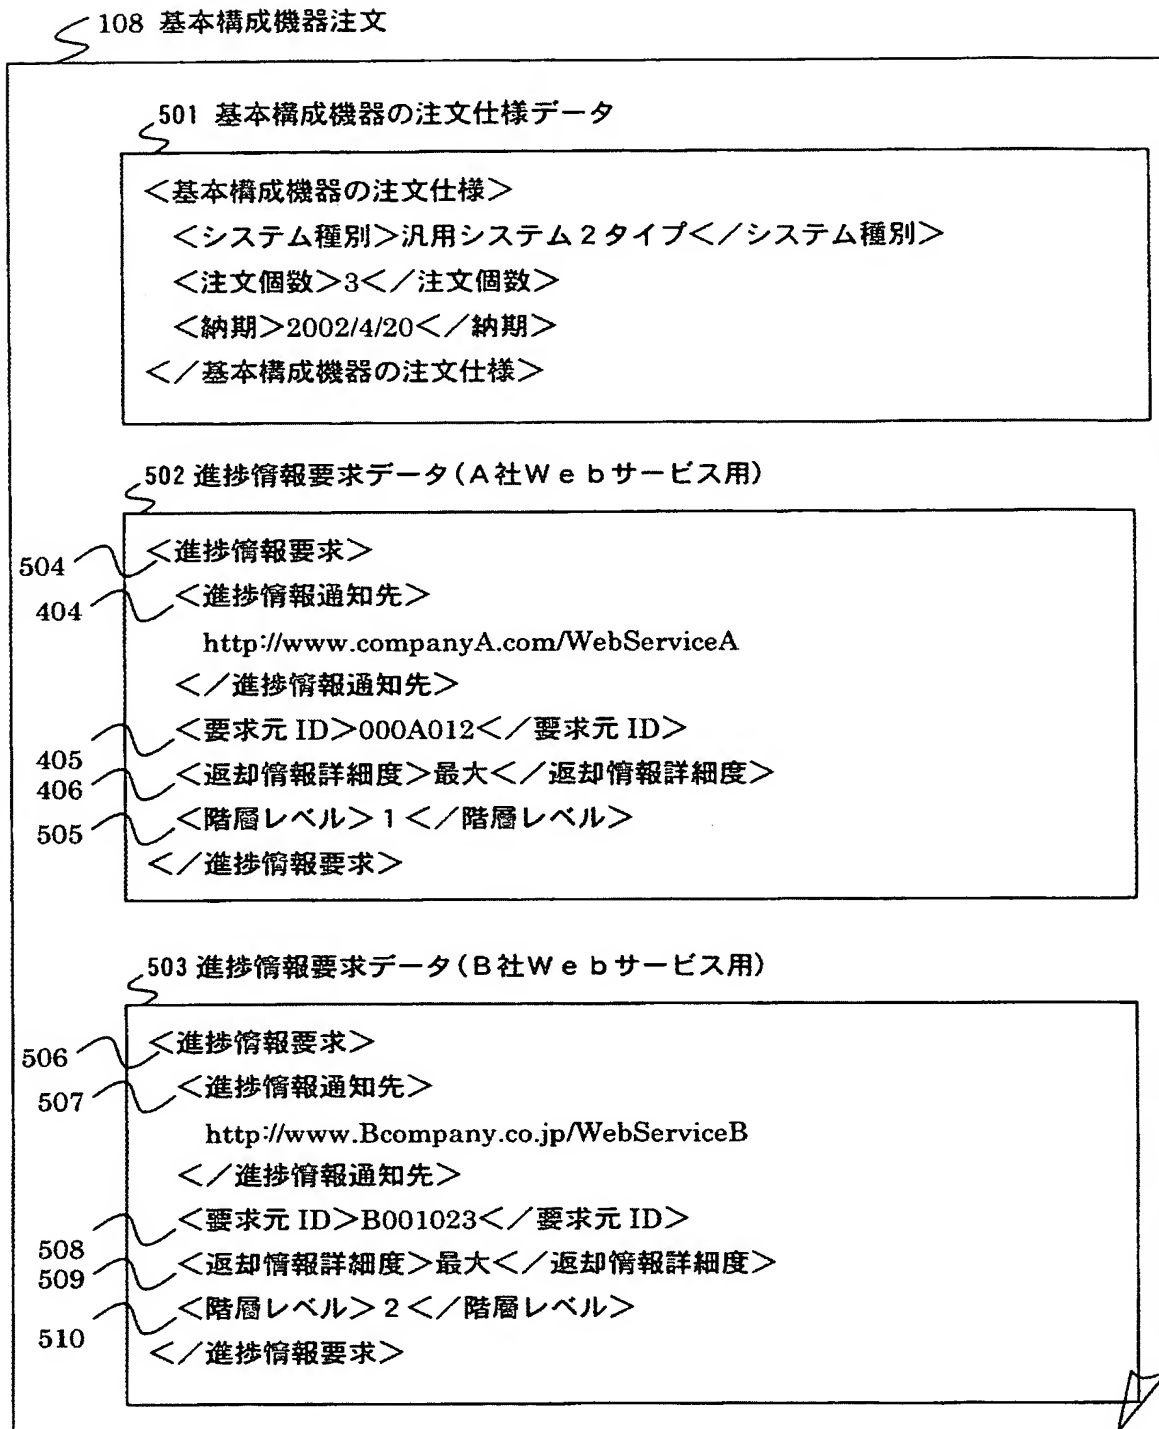 108 基本構成機器注文
501 基本構成機器の注文仕様データ
＜基本構成機器の注文仕様＞
＜システム種別＞汎用システム２タイプ＜／システム種別＞
＜注文個数＞3＜／注文個数＞
＜納期＞2002/4/20＜／納期＞
＜／基本構成機器の注文仕様＞
502 進捗情報要求データ（Ａ社Ｗｅｂサービス用）
504 ＜進捗情報要求＞
404 ＜進捗情報通知先＞
http://www.companyA.com/WebServiceA
＜／進捗情報通知先＞
405 ＜要求元 ID＞000A012＜／要求元 ID＞
406 ＜返却情報詳細度＞最大＜／返却情報詳細度＞
505 ＜階層レベル＞１＜／階層レベル＞
＜／進捗情報要求＞
503 進捗情報要求データ（Ｂ社Ｗｅｂサービス用）
506 ＜進捗情報要求＞
507 ＜進捗情報通知先＞
http://www.Bcompany.co.jp/WebServiceB
＜／進捗情報通知先＞
508 ＜要求元 ID＞B001023＜／要求元 ID＞
509 ＜返却情報詳細度＞最大＜／返却情報詳細度＞
510 ＜階層レベル＞２＜／階層レベル＞
＜／進捗情報要求＞